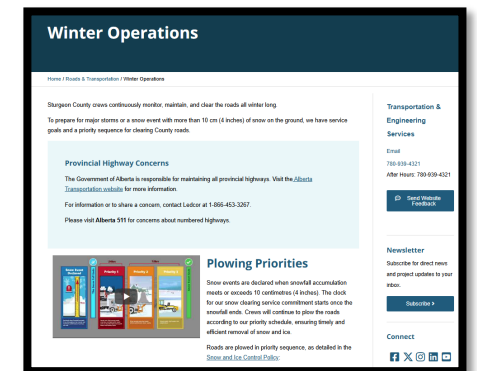 Winter Operations
Home / Roads & Transportation / Winter Operations
Sturgeon County crews continuously monitor, maintain, and clear the roads all winter long.
To prepare for major storms or a snow event with more than 10 cm (4 inches) of snow on the ground, we have service
goals and a priority sequence for clearing County roads.
Provincial Highway Concerns
The Government of Alberta is responsible for maintaining all provincial highways. Visit the Alberta
Transportation website for more information.
For information or to share a concern, contact Ledcor at 1-866-453-3267.
Please visit Alberta 511 for concerns about numbered highways.
Priority 1
Plowing Priorities
Snow events are declared when snowfall accumulation
meets or exceeds 10 centimetres (4 inches). The clock
for our snow clearing service commitment starts once the
snowfall ends. Crews will continue to plow the roads
according to our priority schedule, ensuring timely and
efficient removal of snow and ice.
Roads are plowed in priority sequence, as detailed in the
Snow and Ice Control Policy:
Transportation &
Engineering
Services
Email
780-939-4321
After Hours: 780-939-4321
Send Website
Feedback
Newsletter
Subscribe for direct news
and project updates to your
inbox.
Subscribe >
Connect